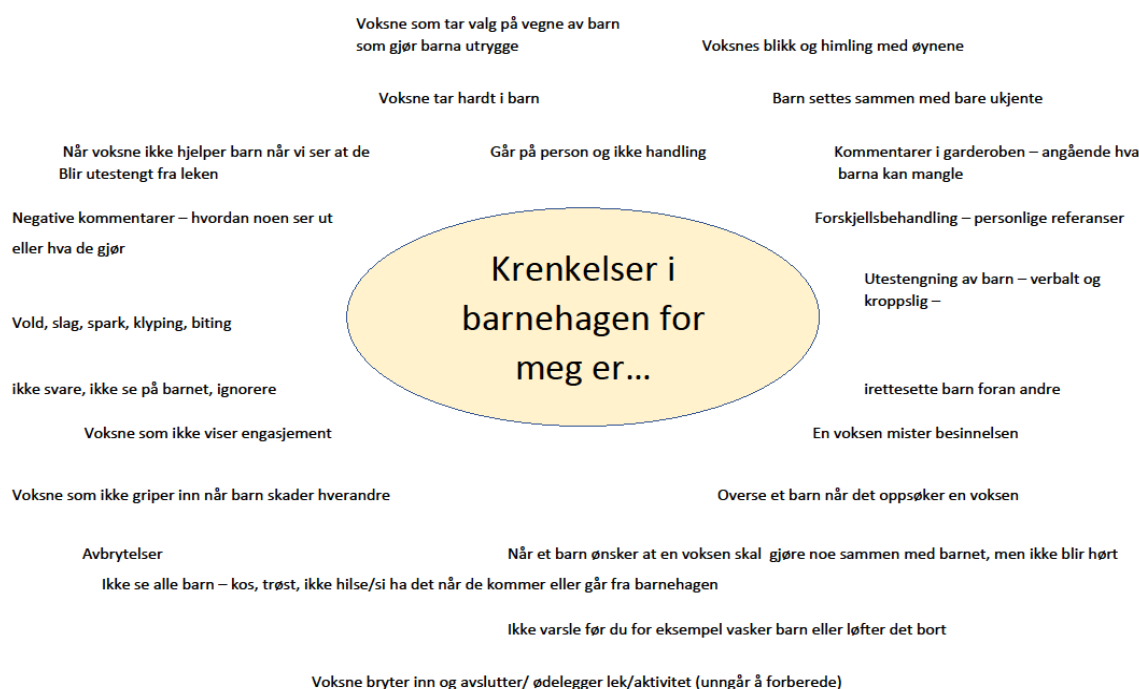 Voksne som tar valg på vegne av barn
som gjør barna utrygge
Voksnes blikk og himling med øynene
Voksne tar hardt i barn
Barn settes sammen med bare ukjente
Når voksne ikke hjelper barn når vi ser at de
Blir utestengt fra leken
Går på person og ikke handling
Kommentarer i garderoben – angående hva
barna kan mangle
Negative kommentarer – hvordan noen ser ut
eller hva de gjør
Forskjellsbehandling – personlige referanser
Krenkelser i
barnehagen for
meg er...
Utestengning av barn – verbalt og
kroppslig –
Vold, slag, spark, klyping, biting
ikke svare, ikke se på barnet, ignorere
irettesette barn foran andre
Voksne som ikke viser engasjement
En voksen mister besinnelsen
Voksne som ikke griper inn når barn skader hverandre
Overse et barn når det oppsøker en voksen
Avbrytelser
Når et barn ønsker at en voksen skal gjøre noe sammen med barnet, men ikke blir hørt
Ikke se alle barn – kos, trøst, ikke hilse/si ha det når de kommer eller går fra barnehagen
Ikke varsle før du for eksempel vasker barn eller løfter det bort
Voksne bryter inn og avslutter/ ødelegger lek/aktivitet (unngår å forberede)